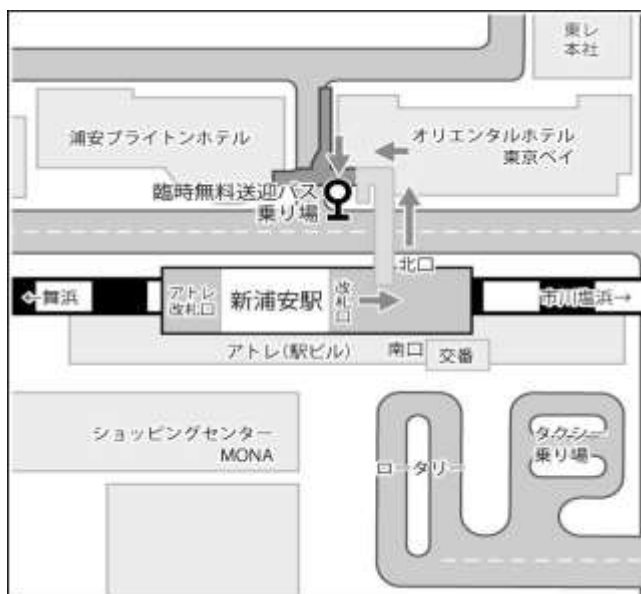 東レ
本社
浦安ブライトンホテル
オリエンタルホテル
東京ベイ
臨時無料送迎バス
乗り場
北口
←舞浜
アトレ
改札口
新浦安駅
改札口
市川塩浜→
アトレ(駅ビル)
南口
交番
ショッピングセンター
MONA
ロータリー
タクシー
乗り場